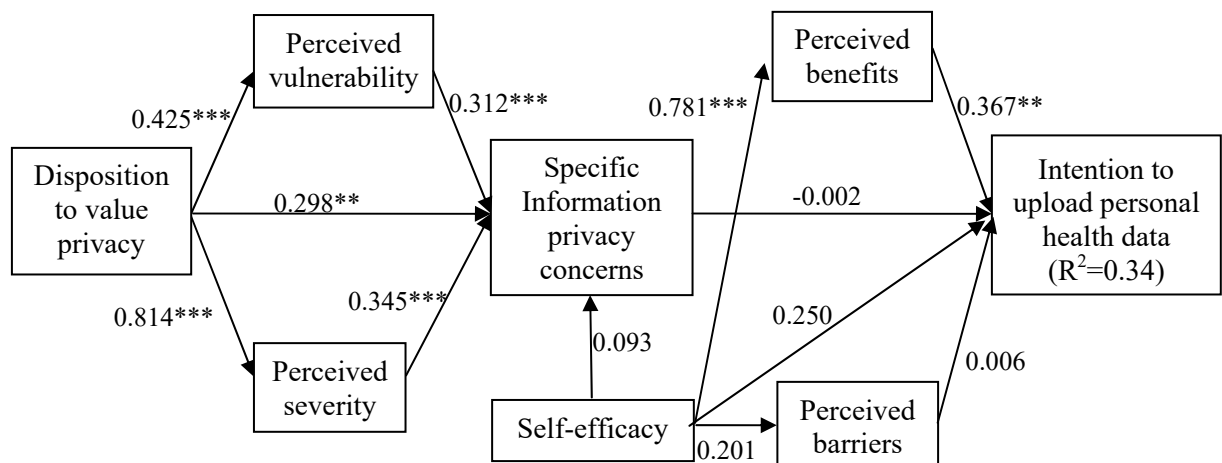 Perceived
vulnerability
Perceived
benefits
0.425***
0.312***
0.781***
0.367**
Disposition
to value
privacy
0.298**
Specific
Information
privacy
concerns
-0.002
Intention to
upload personal
health data
(R²=0.34)
0.814***
0.345***
0.093
0.250
0.006
Perceived
severity
Self-efficacy
0.201
Perceived
barriers